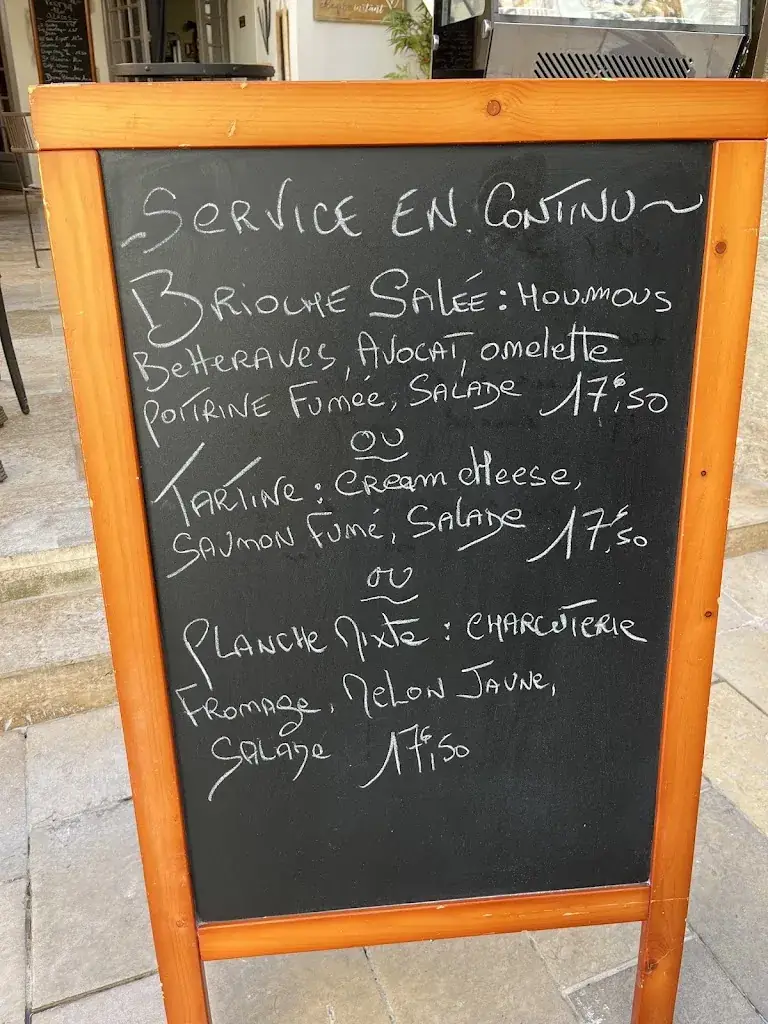 ~SERVICE EN. CONTINU~
BRIOCHE SALÉE : HOUMOUS
BETTERAVES, AVOCAT, OMELETTE
POITRINE FUMÉE, SALADE 17€,50
OU
TARTINE : CREAM CHEESE,
SAUMON FUMÉ, SALADE 17€,50
OU
PLANCHE MIXTE : CHARCUTERIE
FROMAGE, MELON JAUNE,
SALADE 17€,50